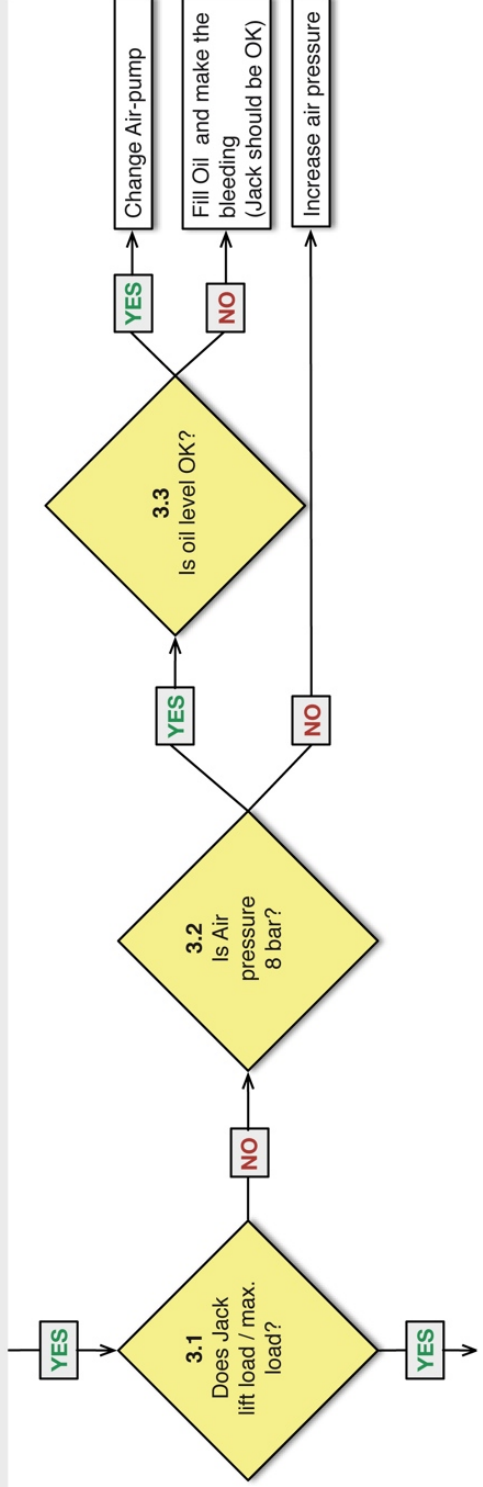 YES
3.1
Does Jack
lift load / max.
load?
YES
NO
3.2
Is Air
pressure
8 bar?
YES
NO
3.3
Is oil level OK?
YES
NO
Change Air-pump
Fill Oil and make the
bleeding
(Jack should be OK)
Increase air pressure